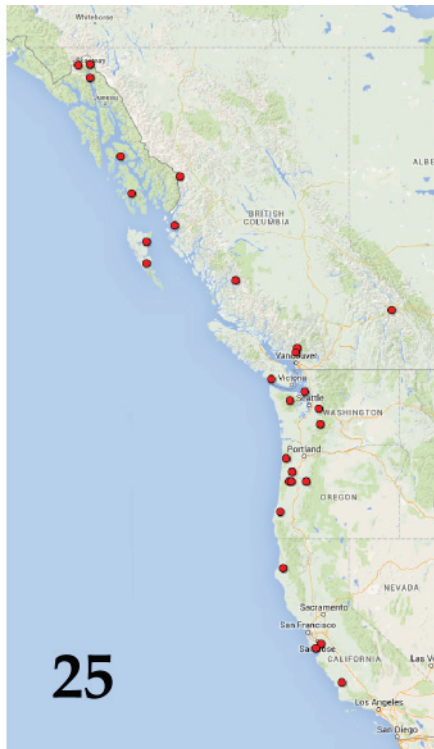 Whitehorse
Juneau
ALBE
BRITISH
COLUMBIA
Vancouver
Victoria
Seattle
WASHINGTON
Portland
OREGON
NEVADA
Sacramento
San Francisco
San Jose
CALIFORNIA
Las Ve
Los Angeles
San Diego
25